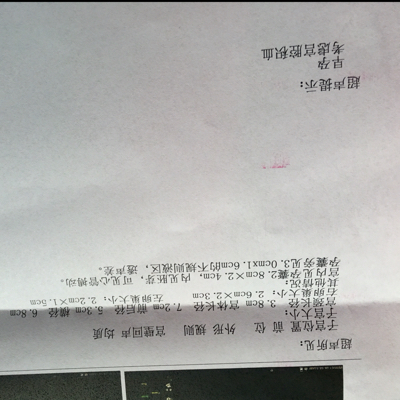 超声所见:
子宫位置 前 位 外形 规则 宫壁回声 均质
子宫大小:
宫颈长径 3.8cm 宫体长径 7.2cm 前后径 5.3cm 横径 6.8cm
右卵巢大小: 2.6cm×2.3cm 左卵巢大小: 2.2cm×1.5cm
其他情况:
宫内见孕囊2.8cm×2.4cm, 内见胚芽, 可见心管搏动。
孕囊旁见3.0cm×1.6cm的不规则液区, 透声差。
超声提示:
早孕
考虑宫腔积血